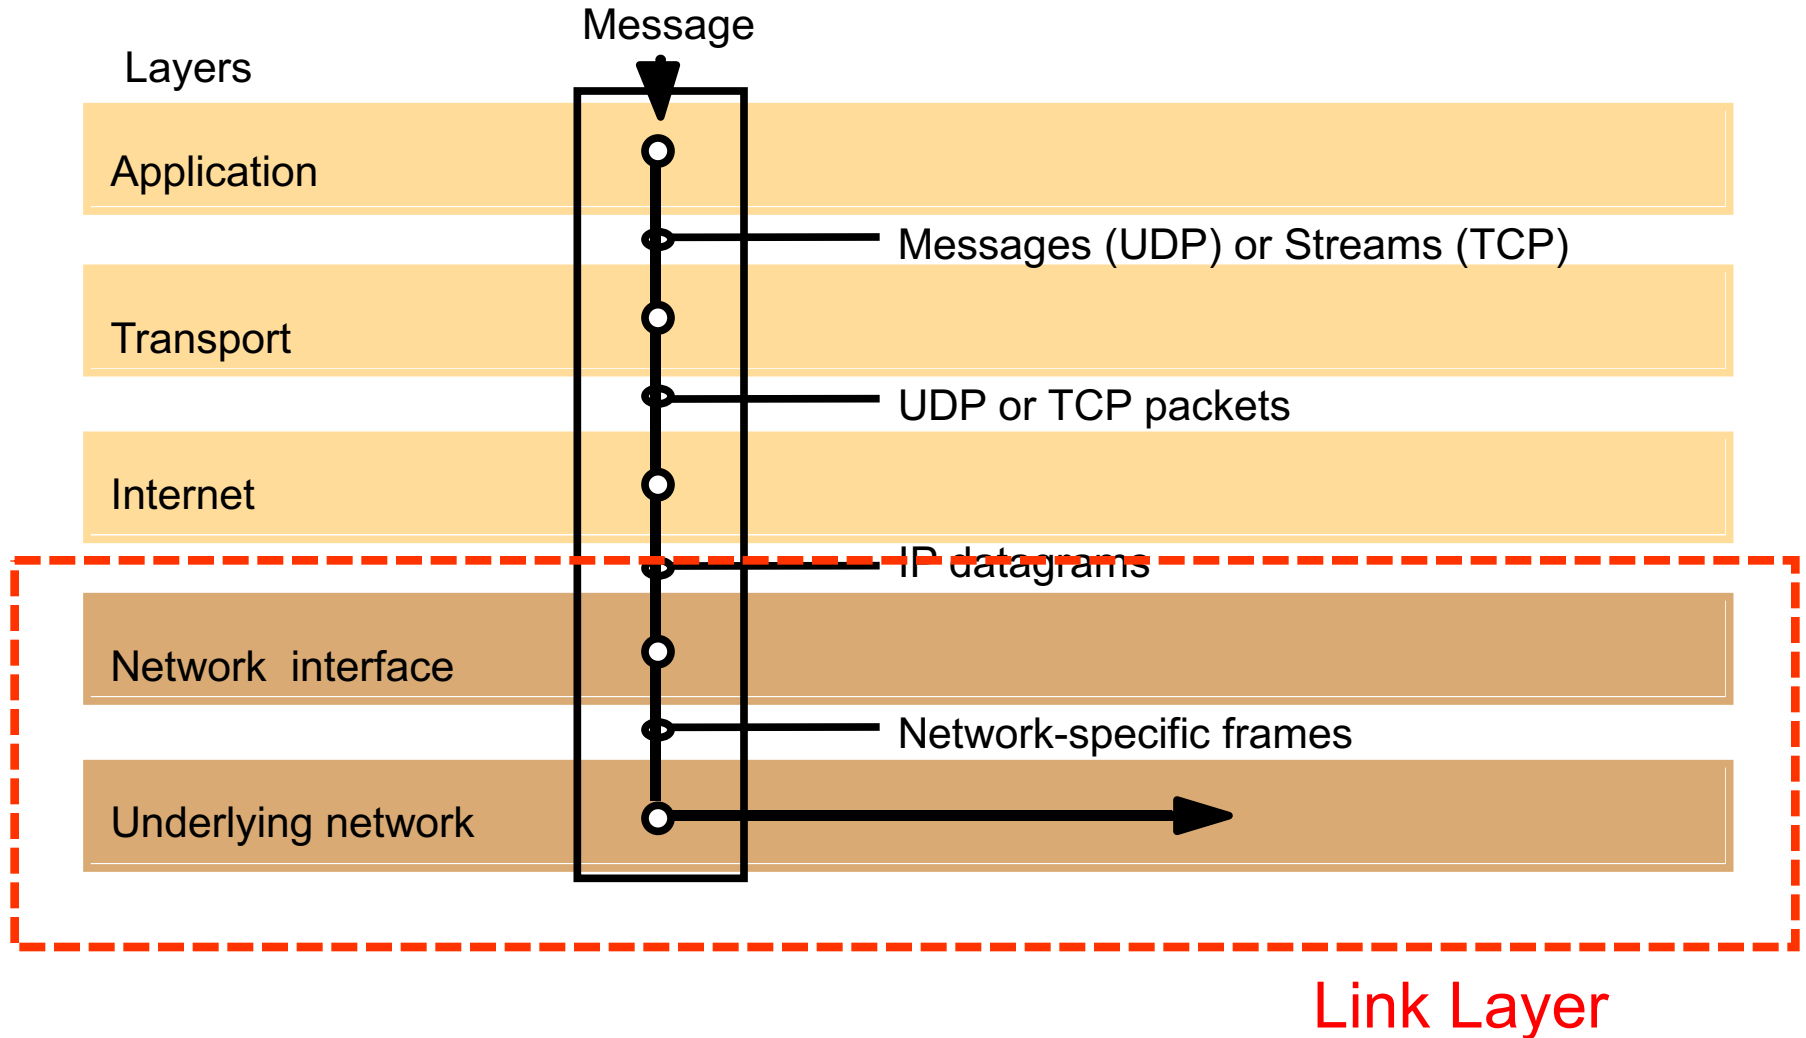 Message
Layers
Application
Messages (UDP) or Streams (TCP)
Transport
UDP or TCP packets
Internet
IP datagrams
Network interface
Network-specific frames
Underlying network
Link Layer